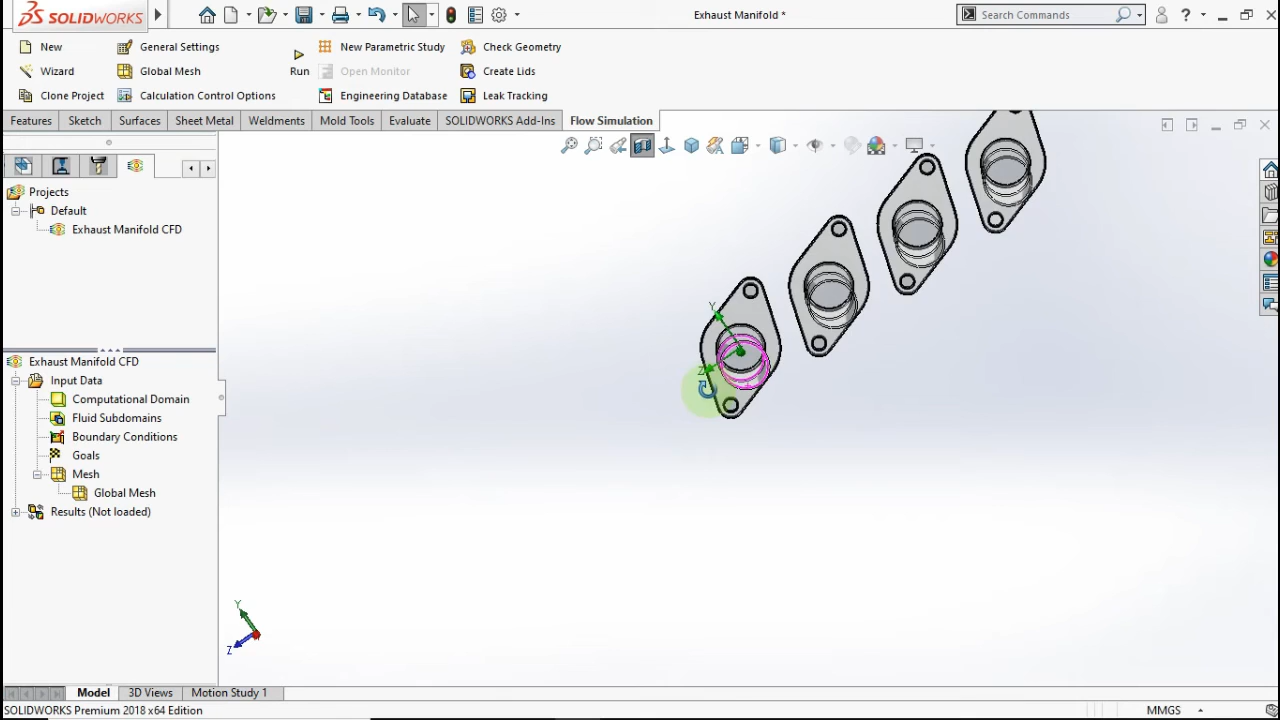 SOLIDWORKS
Exhaust Manifold *
Search Commands
?
New
General Settings
New Parametric Study
Check Geometry
Wizard
Global Mesh
Run
Open Monitor
Create Lids
Clone Project
Calculation Control Options
Engineering Database
Leak Tracking
Features
Sketch
Surfaces
Sheet Metal
Weldments
Mold Tools
Evaluate
SOLIDWORKS Add-Ins
Flow Simulation
Projects
Default
Exhaust Manifold CFD
Exhaust Manifold CFD
Input Data
Computational Domain
Fluid Subdomains
Boundary Conditions
Goals
Mesh
Global Mesh
Results (Not loaded)
Y
Z
Y
Z
Model
3D Views
Motion Study 1
SOLIDWORKS Premium 2018 x64 Edition
MMGS